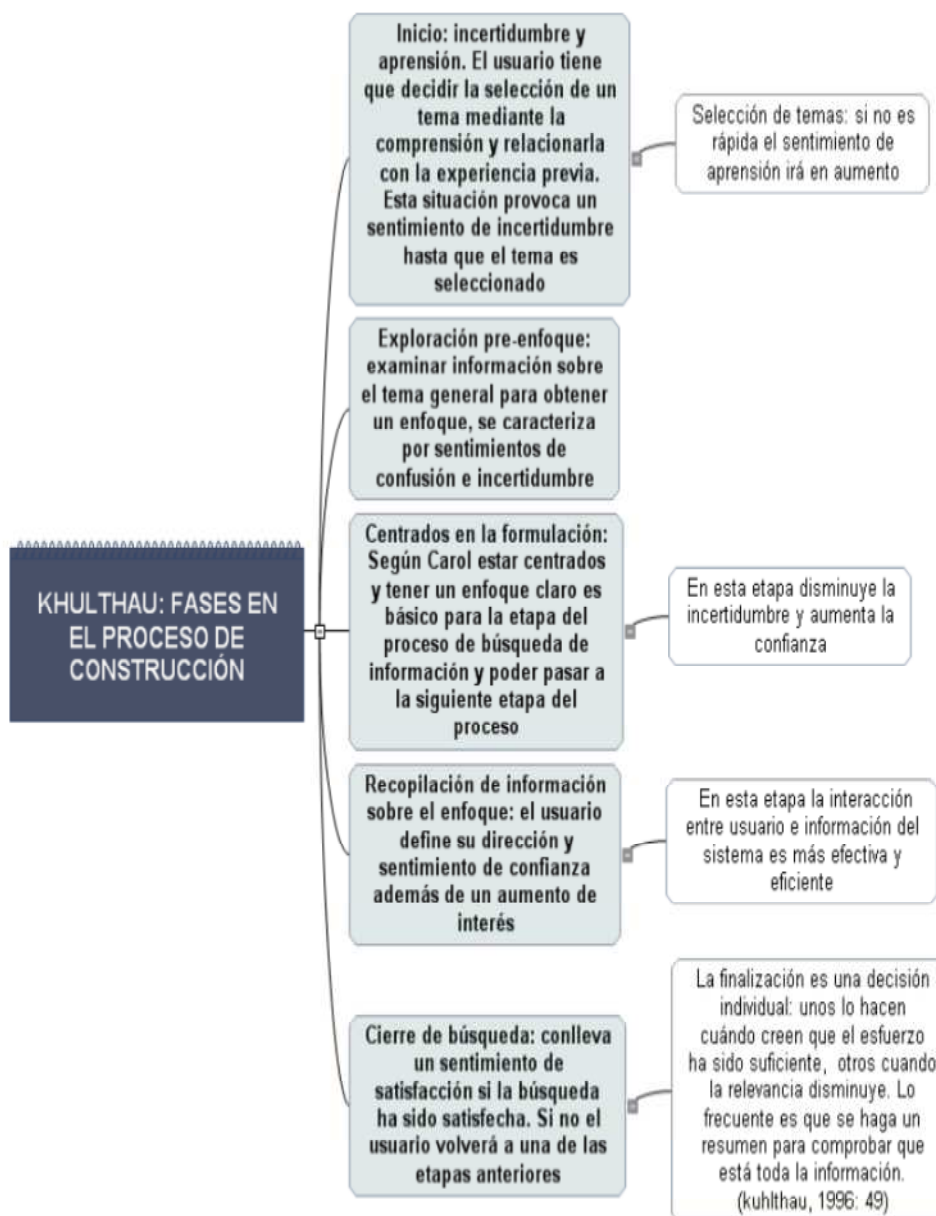 Inicio: incertidumbre y
aprensión. El usuario tiene
que decidir la selección de un
tema mediante la
comprensión y relacionarla
con la experiencia previa.
Esta situación provoca un
sentimiento de incertidumbre
hasta que el tema es
seleccionado
Selección de temas: si no es
rápida el sentimiento de
aprensión irá en aumento
Exploración pre-enfoque:
examinar información sobre
el tema general para obtener
un enfoque, se caracteriza
por sentimientos de
confusión e incertidumbre
KHULTHAU: FASES EN
EL PROCESO DE
CONSTRUCCIÓN
Centrados en la formulación:
Según Carol estar centrados
y tener un enfoque claro es
básico para la etapa del
proceso de búsqueda de
información y poder pasar a
la siguiente etapa del
proceso
En esta etapa disminuye la
incertidumbre y aumenta la
confianza
Recopilación de información
sobre el enfoque: el usuario
define su dirección y
sentimiento de confianza
además de un aumento de
interés
En esta etapa la interacción
entre usuario e información del
sistema es más efectiva y
eficiente
Cierre de búsqueda: conlleva
un sentimiento de
satisfacción si la búsqueda
ha sido satisfecha. Si no el
usuario volverá a una de las
etapas anteriores
La finalización es una decisión
individual: unos lo hacen
cuándo creen que el esfuerzo
ha sido suficiente, otros cuando
la relevancia disminuye. Lo
frecuente es que se haga un
resumen para comprobar que
está toda la información.
(kuhlthau, 1996: 49)